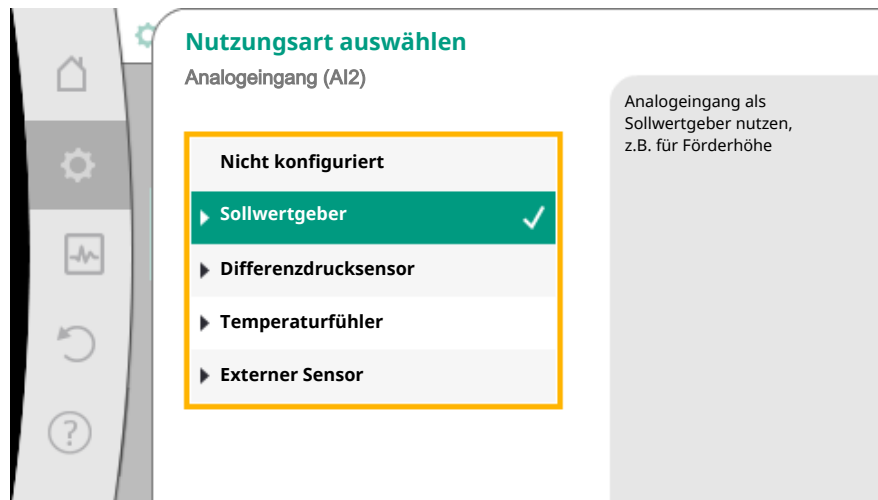 Nutzungsart auswählen
Analogeingang (AI2)
Nicht konfiguriert
Sollwertgeber
Differenzdrucksensor
Temperaturfühler
Externer Sensor
Analogeingang als
Sollwertgeber nutzen,
z.B. für Förderhöhe
?